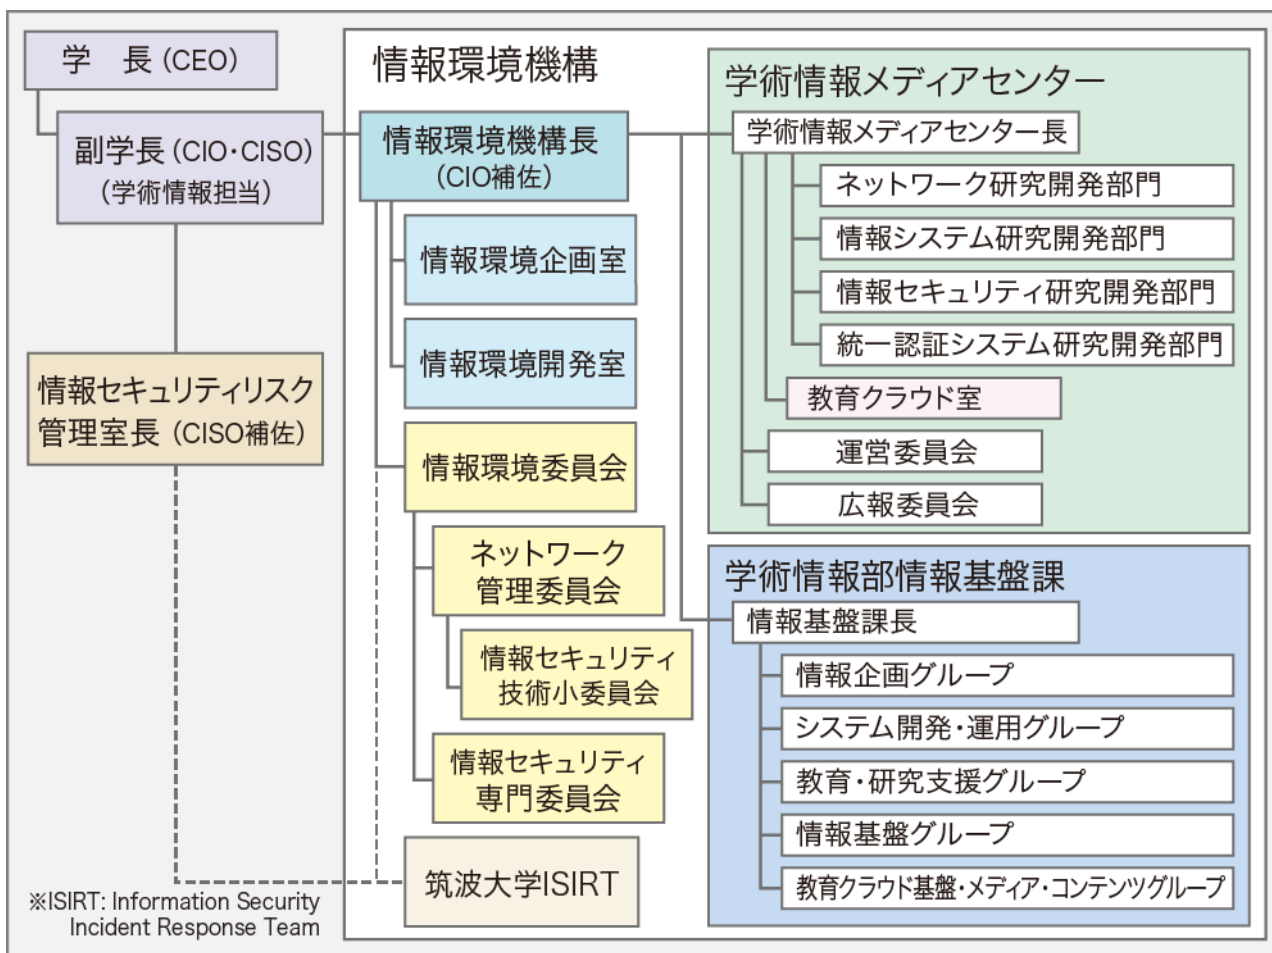 学　長 (CEO)
副学長 (CIO・CISO)
(学術情報担当)
情報セキュリティリスク
管理室長 (CISO補佐)
※ISIRT: Information Security
Incident Response Team
情報環境機構
情報環境機構長
(CIO補佐)
情報環境企画室
情報環境開発室
情報環境委員会
ネットワーク
管理委員会
情報セキュリティ
技術小委員会
情報セキュリティ
専門委員会
筑波大学ISIRT
学術情報メディアセンター
学術情報メディアセンター長
ネットワーク研究開発部門
情報システム研究開発部門
情報セキュリティ研究開発部門
統一認証システム研究開発部門
教育クラウド室
運営委員会
広報委員会
学術情報部情報基盤課
情報基盤課長
情報企画グループ
システム開発・運用グループ
教育・研究支援グループ
情報基盤グループ
教育クラウド基盤・メディア・コンテンツグループ